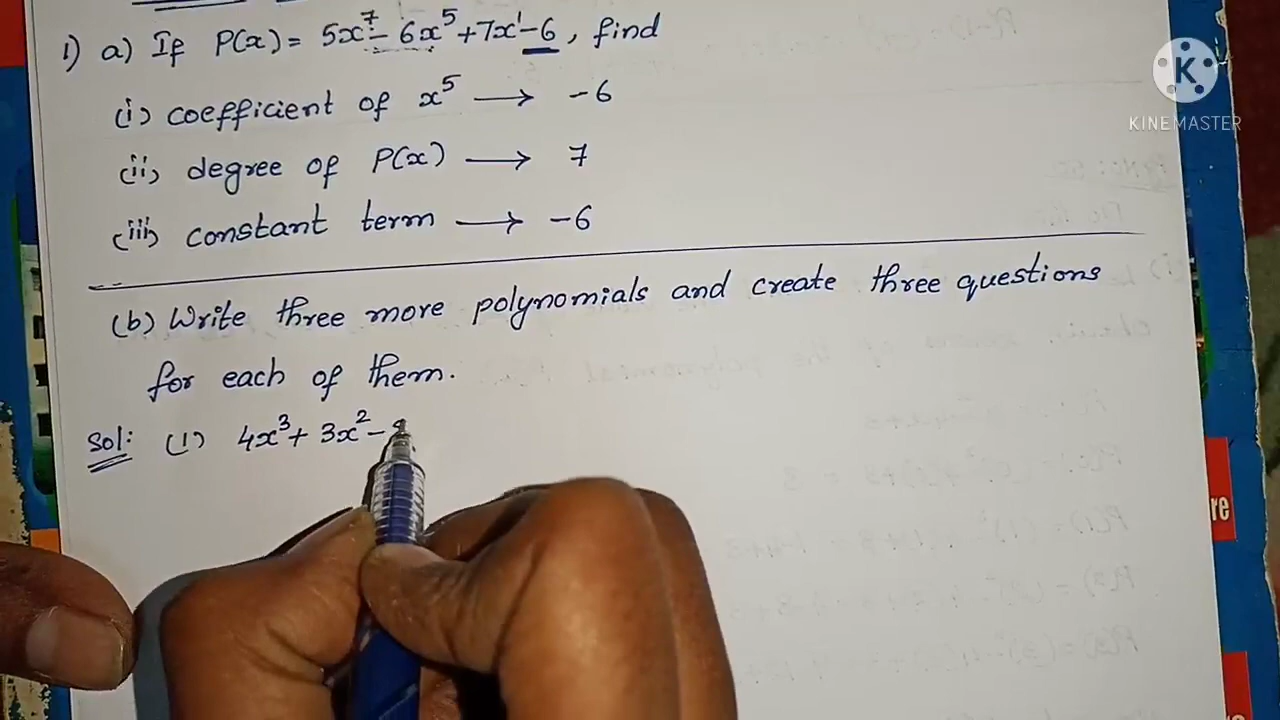 1) a) If P(x) = 5x⁷ - 6x⁵ + 7x¹ - 6, find
(i) coefficient of x⁵ → -6
(ii) degree of P(x) → 7
(iii) constant term → -6
(b) Write three more polynomials and create three questions
for each of them.
Sol: (1) 4x³ + 3x² -
K
KINEMASTER
re